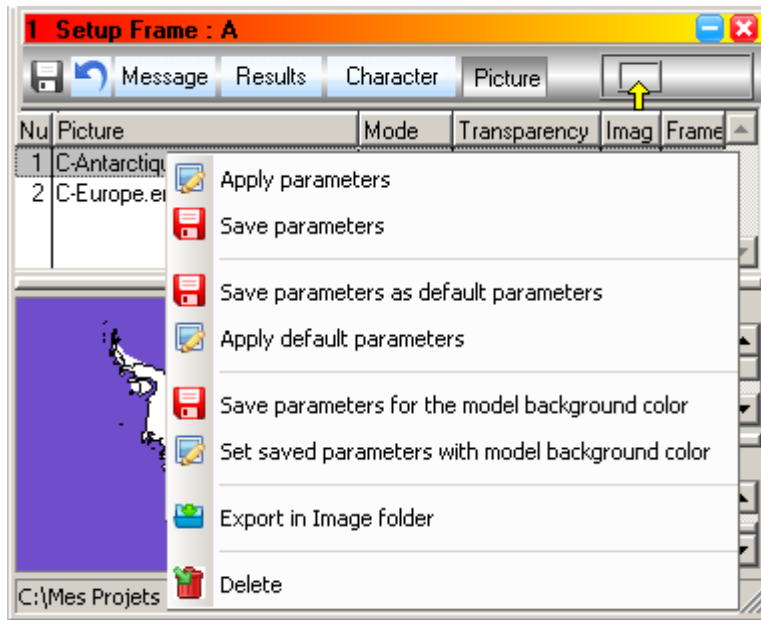 1 Setup Frame : A
Message Results Character Picture
Nu Picture Mode Transparency Imag Frame
1 C-Antarctiqu
2 C-Europe.e
Apply parameters
Save parameters
Save parameters as default parameters
Apply default parameters
Save parameters for the model background color
Set saved parameters with model background color
Export in Image folder
Delete
C:\Mes Projets